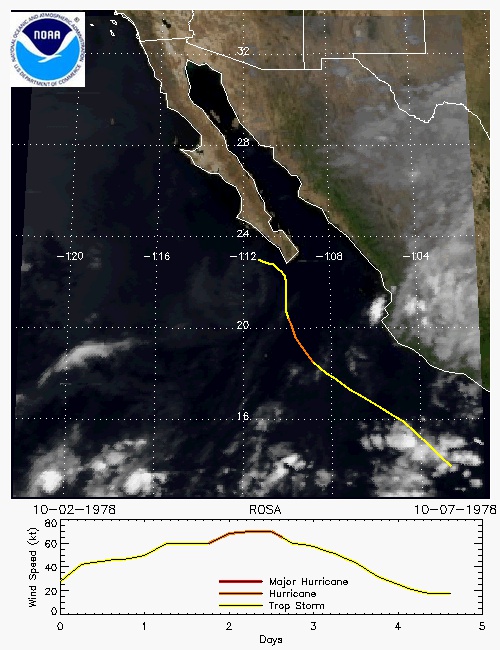 NATIONAL OCEANIC AND ATMOSPHERIC ADMINISTRATION
NOAA
U.S. DEPARTMENT OF COMMERCE
32
28
24
-120 -116 -112 -108 -104
20
16
10-02-1978 ROSA 10-07-1978
Wind Speed (kt)
80
60
40
20
0
Major Hurricane
Hurricane
Trop Storm
0 1 2 3 4 5
Days